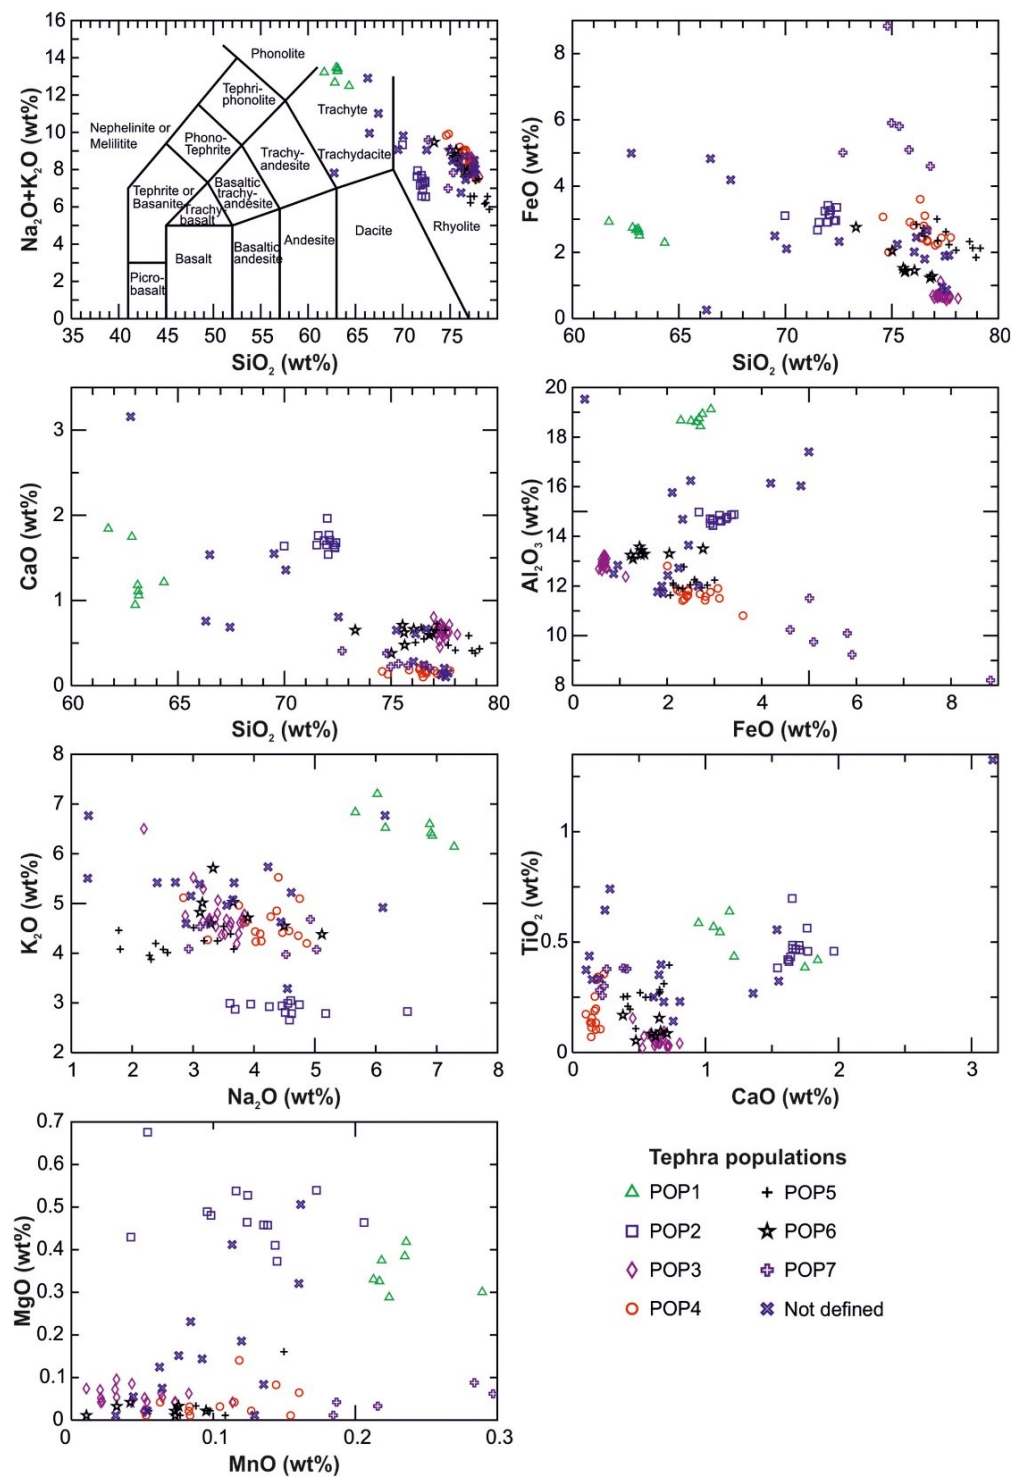 16
14
12
10
8
6
4
2
0
Na₂O+K₂O (wt%)
Phonolite
Tephri-
phonolite
Trachyte
Nephelinite or
Melilitite
Phono-
Tephrite
Trachy-
andesite
Trachydacite
Tephrite or
Basanite
Basaltic
trachy-
andesite
Trachy
basalt
Rhyolite
Dacite
Andesite
Basaltic
andesite
Basalt
Picro-
basalt
35 40 45 50 55 60 65 70 75 80
SiO₂ (wt%)
8
6
4
2
0
FeO (wt%)
60 65 70 75 80
SiO₂ (wt%)
3
2
1
0
CaO (wt%)
60 65 70 75 80
SiO₂ (wt%)
20
18
16
14
12
10
8
Al₂O₃ (wt%)
0 2 4 6 8
FeO (wt%)
8
7
6
5
4
3
2
K₂O (wt%)
1 2 3 4 5 6 7 8
Na₂O (wt%)
1
0.5
0
TiO₂ (wt%)
0 1 2 3
CaO (wt%)
0.7
0.6
0.5
0.4
0.3
0.2
0.1
0
MgO (wt%)
0 0.1 0.2 0.3
MnO (wt%)
Tephra populations
POP1
POP2
POP3
POP4
POP5
POP6
POP7
Not defined